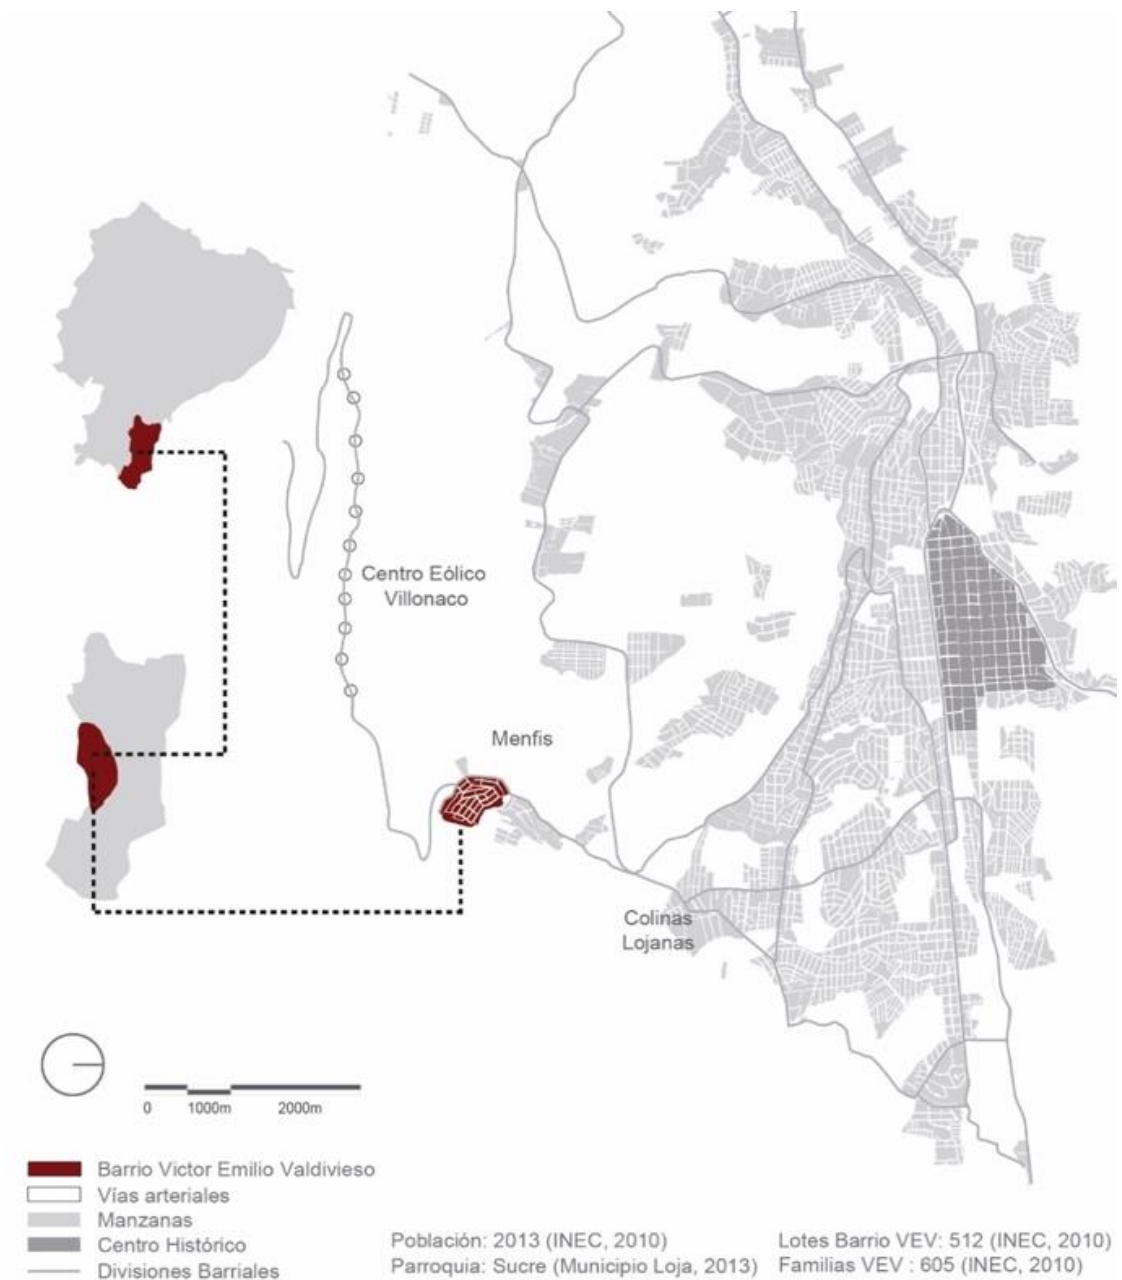 Centro Eólico
Villonaco
Menfis
Colinas
Lojanas
0
1000m
2000m
Barrio Victor Emilio Valdivieso
Vías arteriales
Manzanas
Centro Histórico
Divisiones Barriales
Población: 2013 (INEC, 2010)
Parroquia: Sucre (Municipio Loja, 2013)
Lotes Barrio VEV: 512 (INEC, 2010)
Familias VEV : 605 (INEC, 2010)